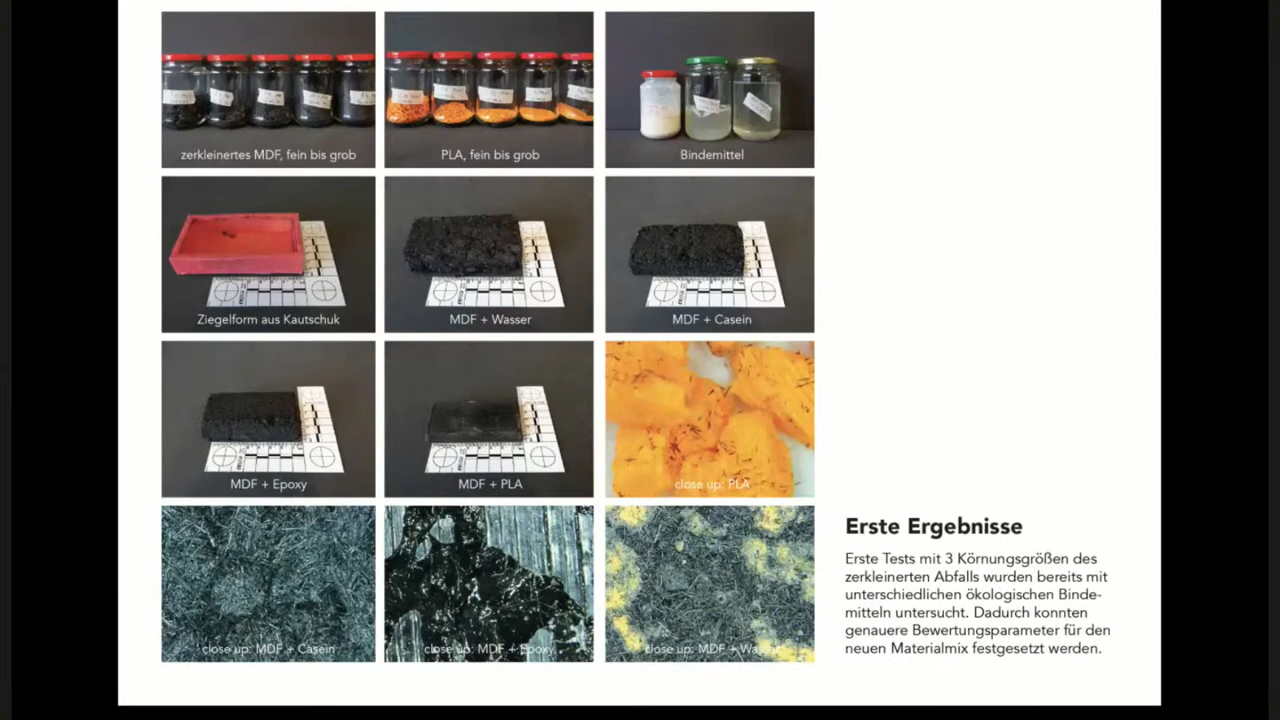 zerkleinertes MDF, fein bis grob
PLA, fein bis grob
Bindemittel
Ziegelform aus Kautschuk
MDF + Wasser
MDF + Casein
MDF + Epoxy
MDF + PLA
close up: PLA
close up: MDF + Casein
close up: MDF + Epoxy
close up: MDF + Wasser
Erste Ergebnisse
Erste Tests mit 3 Körnungsgrößen des
zerkleinerten Abfalls wurden bereits mit
unterschiedlichen ökologischen Binde-
mitteln untersucht. Dadurch konnten
genauere Bewertungsparameter für den
neuen Materialmix festgesetzt werden.